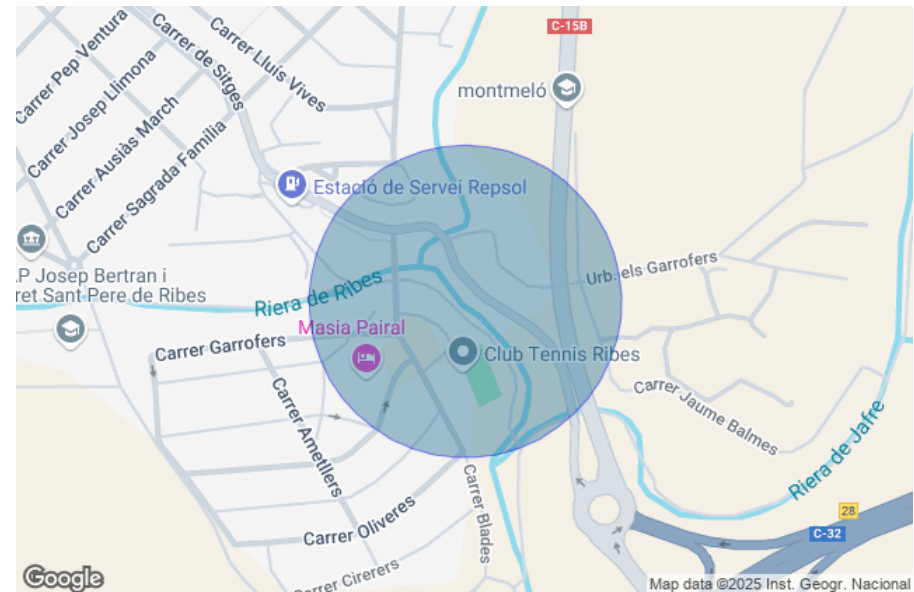 C-15B
Carrer Pep Ventura
Carrer de Sitges
Carrer Lluís Vives
Carrer Josep Llimona
montmeló
Carrer Ausiàs March
Carrer Sagrada Família
Estació de Servei Repsol
.P Josep Bertran i
ret Sant Pere de Ribes
Riera de Ribes
Urb. els Garrofers
Masia Pairal
Carrer Garrofers
Club Tennis Ribes
Carrer Jaume Balmes
Carrer Ametllers
Riera de Jafre
Carrer Oliveres
Carrer Blades
28
C-32
Carrer Cirerers
Google
Map data ©2025 Inst. Geogr. Nacional